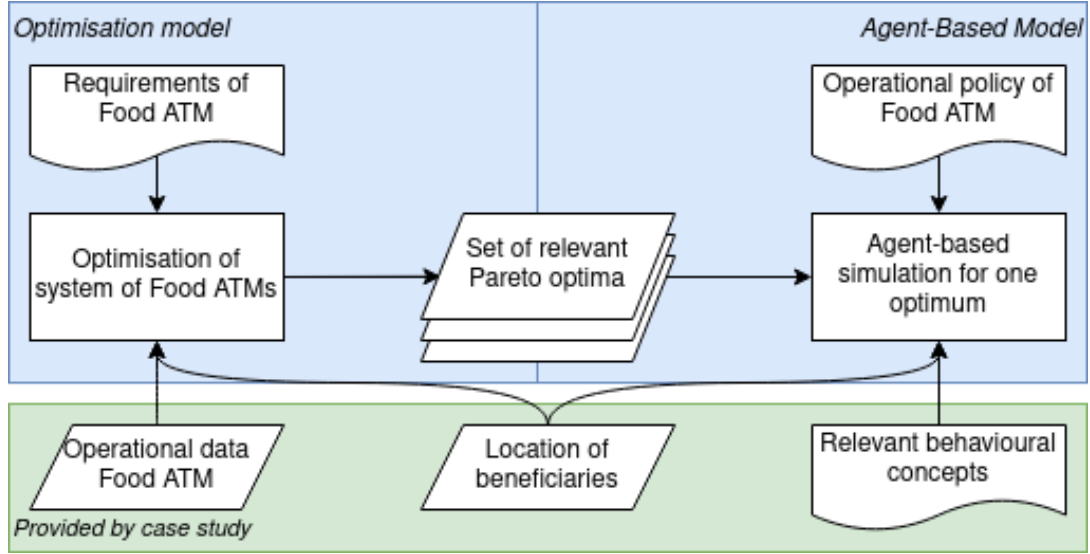 Optimisation model
Agent-Based Model
Requirements of
Food ATM
Operational policy of
Food ATM
Optimisation of
system of Food ATMs
Set of relevant
Pareto optima
Agent-based
simulation for one
optimum
Operational data
Food ATM
Location of
beneficiaries
Relevant behavioural
concepts
Provided by case study